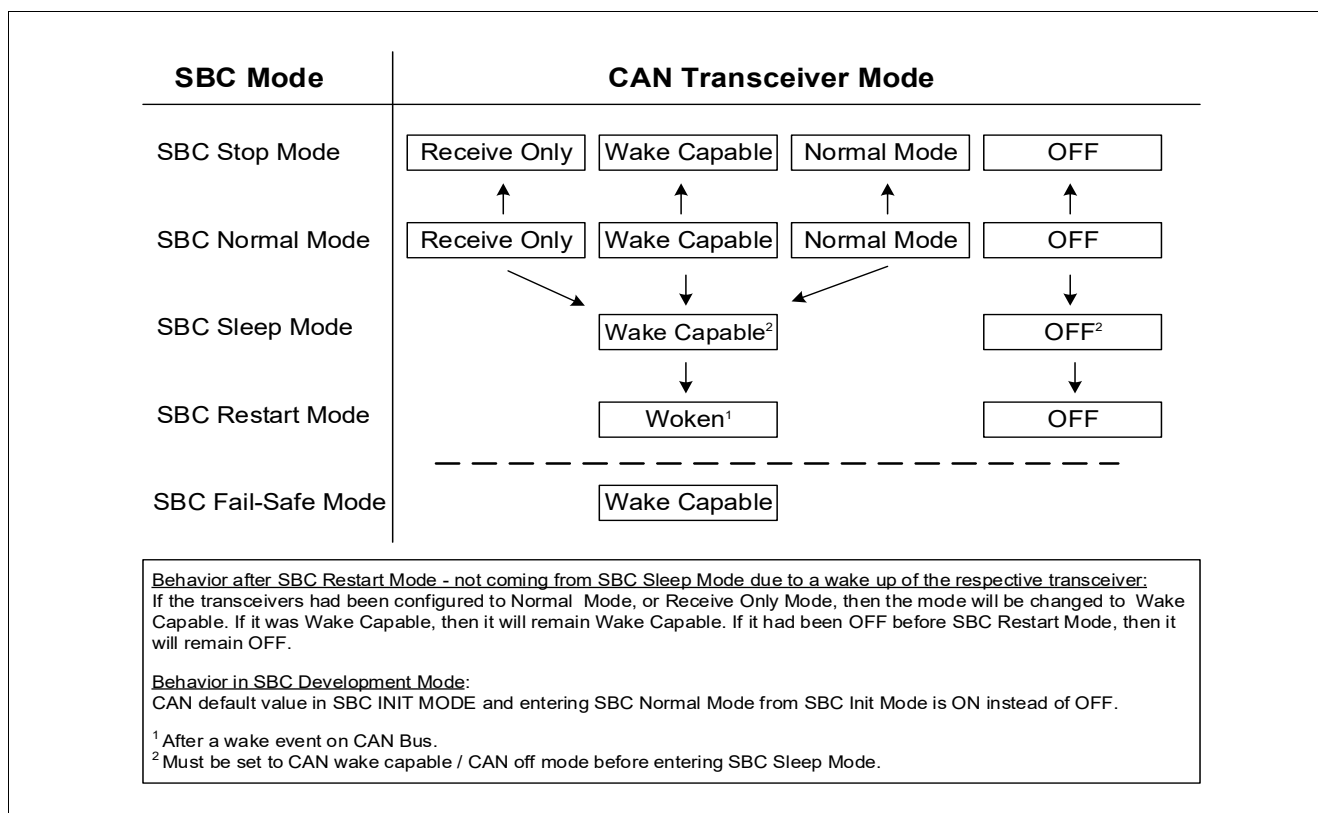 SBC Mode CAN Transceiver Mode
SBC Stop Mode Receive Only Wake Capable Normal Mode OFF
SBC Normal Mode Receive Only Wake Capable Normal Mode OFF
SBC Sleep Mode Wake Capable² OFF²
SBC Restart Mode Woken¹ OFF
SBC Fail-Safe Mode Wake Capable
Behavior after SBC Restart Mode - not coming from SBC Sleep Mode due to a wake up of the respective transceiver:
If the transceivers had been configured to Normal Mode, or Receive Only Mode, then the mode will be changed to Wake
Capable. If it was Wake Capable, then it will remain Wake Capable. If it had been OFF before SBC Restart Mode, then it
will remain OFF.
Behavior in SBC Development Mode:
CAN default value in SBC INIT MODE and entering SBC Normal Mode from SBC Init Mode is ON instead of OFF.
¹ After a wake event on CAN Bus.
² Must be set to CAN wake capable / CAN off mode before entering SBC Sleep Mode.